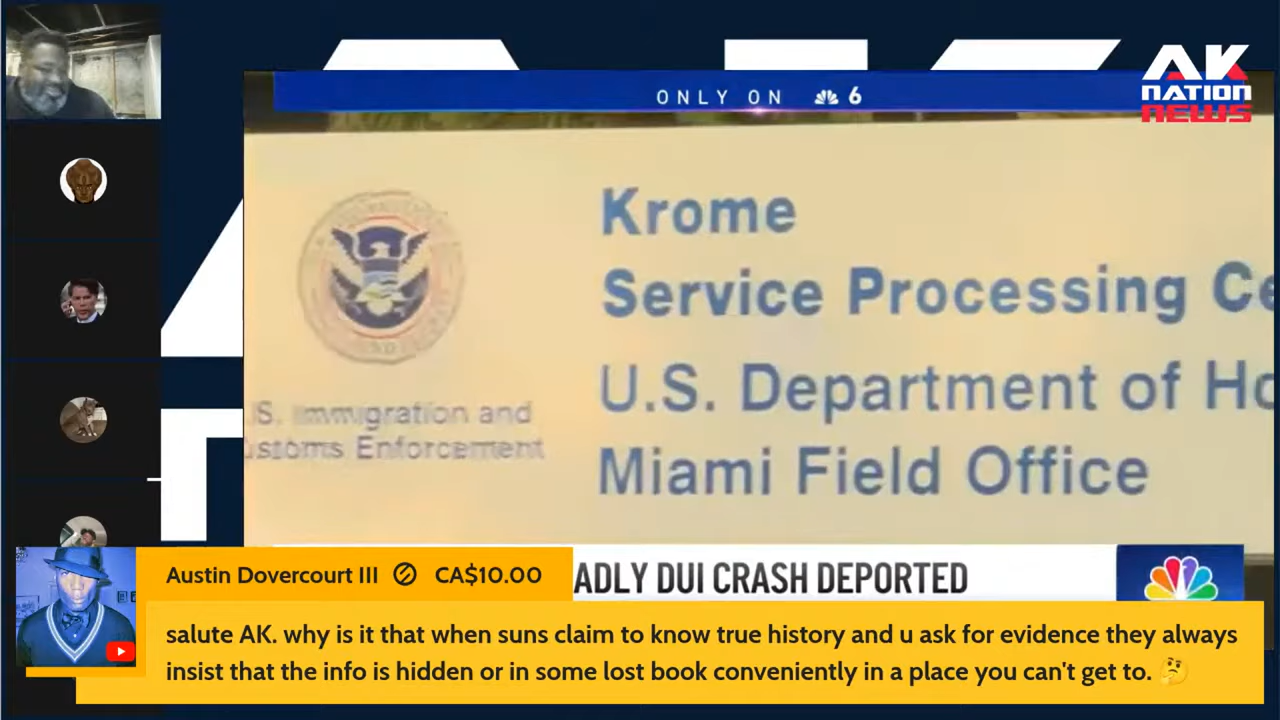 ONLY ON 6
AK
NATION
NEWS
Krome
Service Processing Ce
U.S. Department of Ho
Miami Field Office
S. Immigration and
ustoms Enforcement
ADLY DUI CRASH DEPORTED
Austin Dovercourt III CA$10.00
salute AK. why is it that when suns claim to know true history and u ask for evidence they always
insist that the info is hidden or in some lost book conveniently in a place you can't get to. 🤔